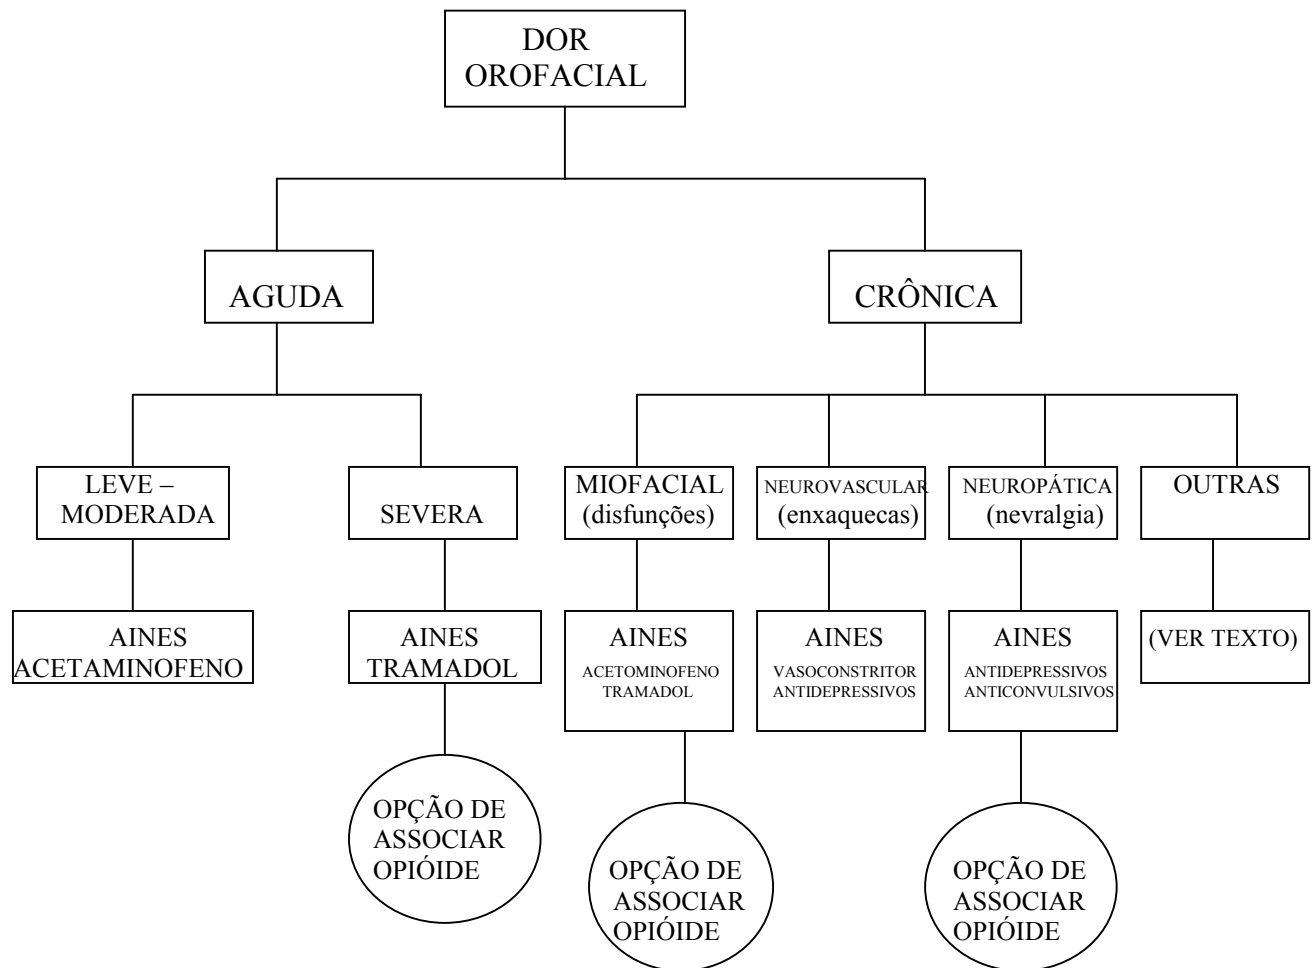 DOR
OROFACIAL
AGUDA
CRÔNICA
LEVE –
MODERADA
SEVERA
MIOFACIAL
(disfunções)
NEUROVASCULAR
(enxaquecas)
NEUROPÁTICA
(nevralgia)
OUTRAS
AINES
ACETAMINOFENO
AINES
TRAMADOL
AINES
ACETOMINOFENO
TRAMADOL
AINES
VASOCONSTRITOR
ANTIDEPRESSIVOS
AINES
ANTIDEPRESSIVOS
ANTICONVULSIVOS
(VER TEXTO)
OPÇÃO DE
ASSOCIAR
OPIÓIDE
OPÇÃO DE
ASSOCIAR
OPIÓIDE
OPÇÃO DE
ASSOCIAR
OPIÓIDE